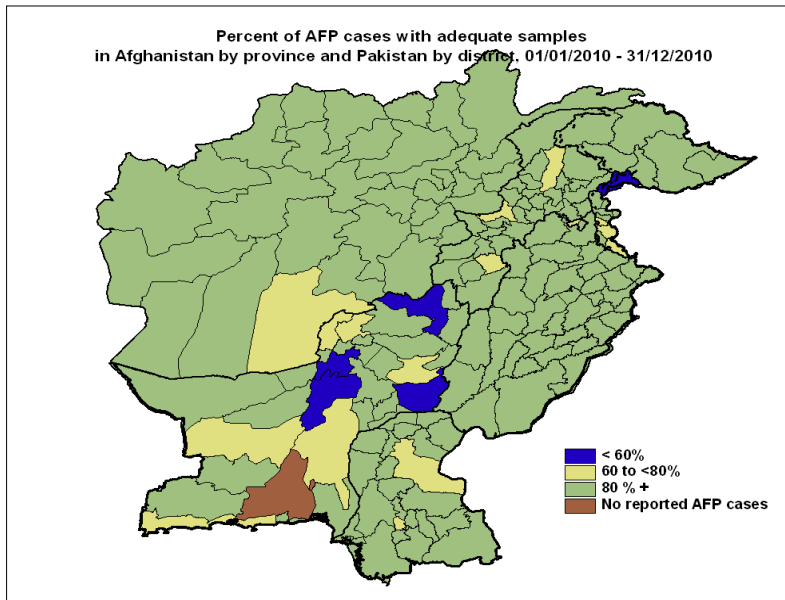 Percent of AFP cases with adequate samples
in Afghanistan by province and Pakistan by district, 01/01/2010 - 31/12/2010
< 60%
60 to <80%
80 % +
No reported AFP cases